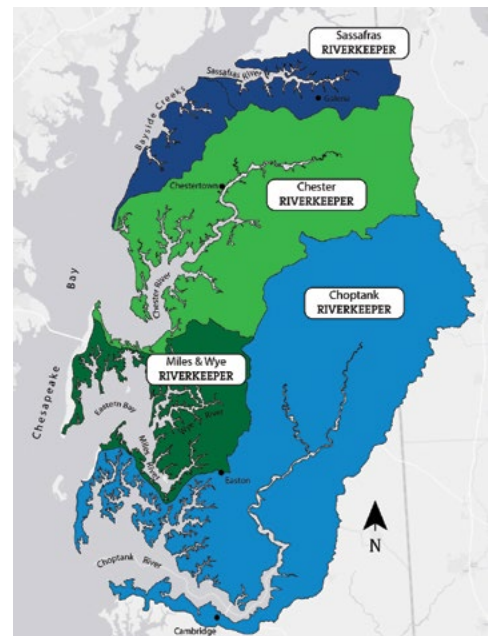 Sassafras
RIVERKEEPER
Sassafras River
Galena
Bayside Creeks
Chestertown
Chester
RIVERKEEPER
Chester River
Bay
Choptank
RIVERKEEPER
Miles & Wye
RIVERKEEPER
Chesapeake
Eastern Bay
Wye River
Miles River
Easton
N
Choptank River
Cambridge